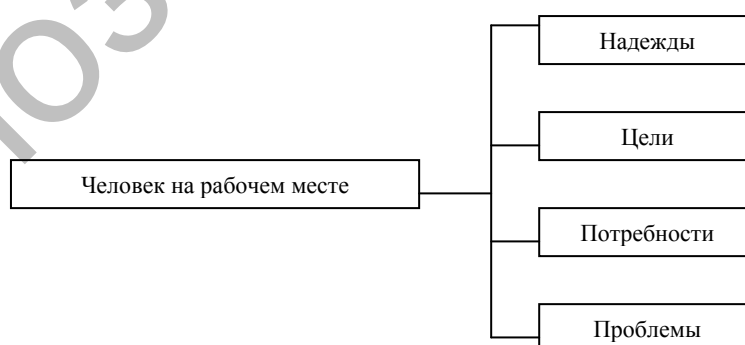 Надежды
Цели
Человек на рабочем месте
Потребности
Проблемы